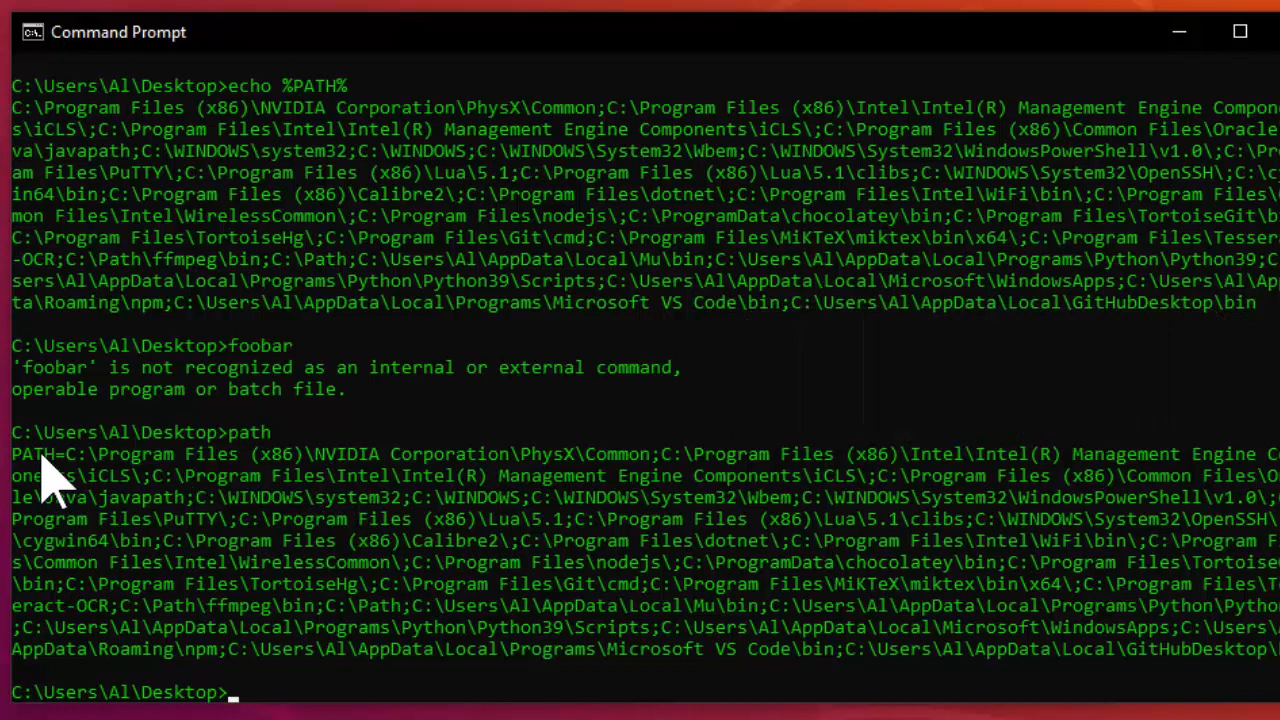 Command Prompt
C:\Users\Al\Desktop>echo %PATH%
C:\Program Files (x86)\NVIDIA Corporation\PhysX\Common;C:\Program Files (x86)\Intel\Intel(R) Management Engine Compon
s\iCLS\;C:\Program Files\Intel\Intel(R) Management Engine Components\iCLS\;C:\Program Files (x86)\Common Files\Oracle
va\javapath;C:\WINDOWS\system32;C:\WINDOWS;C:\WINDOWS\System32\Wbem;C:\WINDOWS\System32\WindowsPowerShell\v1.0\;C:\Pr
am Files\PuTTY\;C:\Program Files (x86)\Lua\5.1;C:\Program Files (x86)\Lua\5.1\clibs;C:\WINDOWS\System32\OpenSSH\;C:\cy
in64\bin;C:\Program Files (x86)\Calibre2\;C:\Program Files\dotnet\;C:\Program Files\Intel\WiFi\bin\;C:\Program Files\
mon Files\Intel\WirelessCommon\;C:\Program Files\nodejs\;C:\ProgramData\chocolatey\bin;C:\Program Files\TortoiseGit\b
C:\Program Files\TortoiseHg\;C:\Program Files\Git\cmd;C:\Program Files\MiKTeX\miktex\bin\x64\;C:\Program Files\Tesser
-OCR;C:\Path\ffmpeg\bin;C:\Path;C:\Users\Al\AppData\Local\Mu\bin;C:\Users\Al\AppData\Local\Programs\Python\Python39;C
sers\Al\AppData\Local\Programs\Python\Python39\Scripts;C:\Users\Al\AppData\Local\Microsoft\WindowsApps;C:\Users\Al\Ap
ta\Roaming\npm;C:\Users\Al\AppData\Local\Programs\Microsoft VS Code\bin;C:\Users\Al\AppData\Local\GitHubDesktop\bin
C:\Users\Al\Desktop>foobar
'foobar' is not recognized as an internal or external command,
operable program or batch file.
C:\Users\Al\Desktop>path
PATH=C:\Program Files (x86)\NVIDIA Corporation\PhysX\Common;C:\Program Files (x86)\Intel\Intel(R) Management Engine C
one s\iCLS\;C:\Program Files\Intel\Intel(R) Management Engine Components\iCLS\;C:\Program Files (x86)\Common Files\O
le va\javapath;C:\WINDOWS\system32;C:\WINDOWS;C:\WINDOWS\System32\Wbem;C:\WINDOWS\System32\WindowsPowerShell\v1.0\;
Program Files\PuTTY\;C:\Program Files (x86)\Lua\5.1;C:\Program Files (x86)\Lua\5.1\clibs;C:\WINDOWS\System32\OpenSSH\
\cygwin64\bin;C:\Program Files (x86)\Calibre2\;C:\Program Files\dotnet\;C:\Program Files\Intel\WiFi\bin\;C:\Program F
s\Common Files\Intel\WirelessCommon\;C:\Program Files\nodejs\;C:\ProgramData\chocolatey\bin;C:\Program Files\Tortoise
\bin;C:\Program Files\TortoiseHg\;C:\Program Files\Git\cmd;C:\Program Files\MiKTeX\miktex\bin\x64\;C:\Program Files\T
eract-OCR;C:\Path\ffmpeg\bin;C:\Path;C:\Users\Al\AppData\Local\Mu\bin;C:\Users\Al\AppData\Local\Programs\Python\Pytho
;C:\Users\Al\AppData\Local\Programs\Python\Python39\Scripts;C:\Users\Al\AppData\Local\Microsoft\WindowsApps;C:\Users\
AppData\Roaming\npm;C:\Users\Al\AppData\Local\Programs\Microsoft VS Code\bin;C:\Users\Al\AppData\Local\GitHubDesktop\
C:\Users\Al\Desktop>